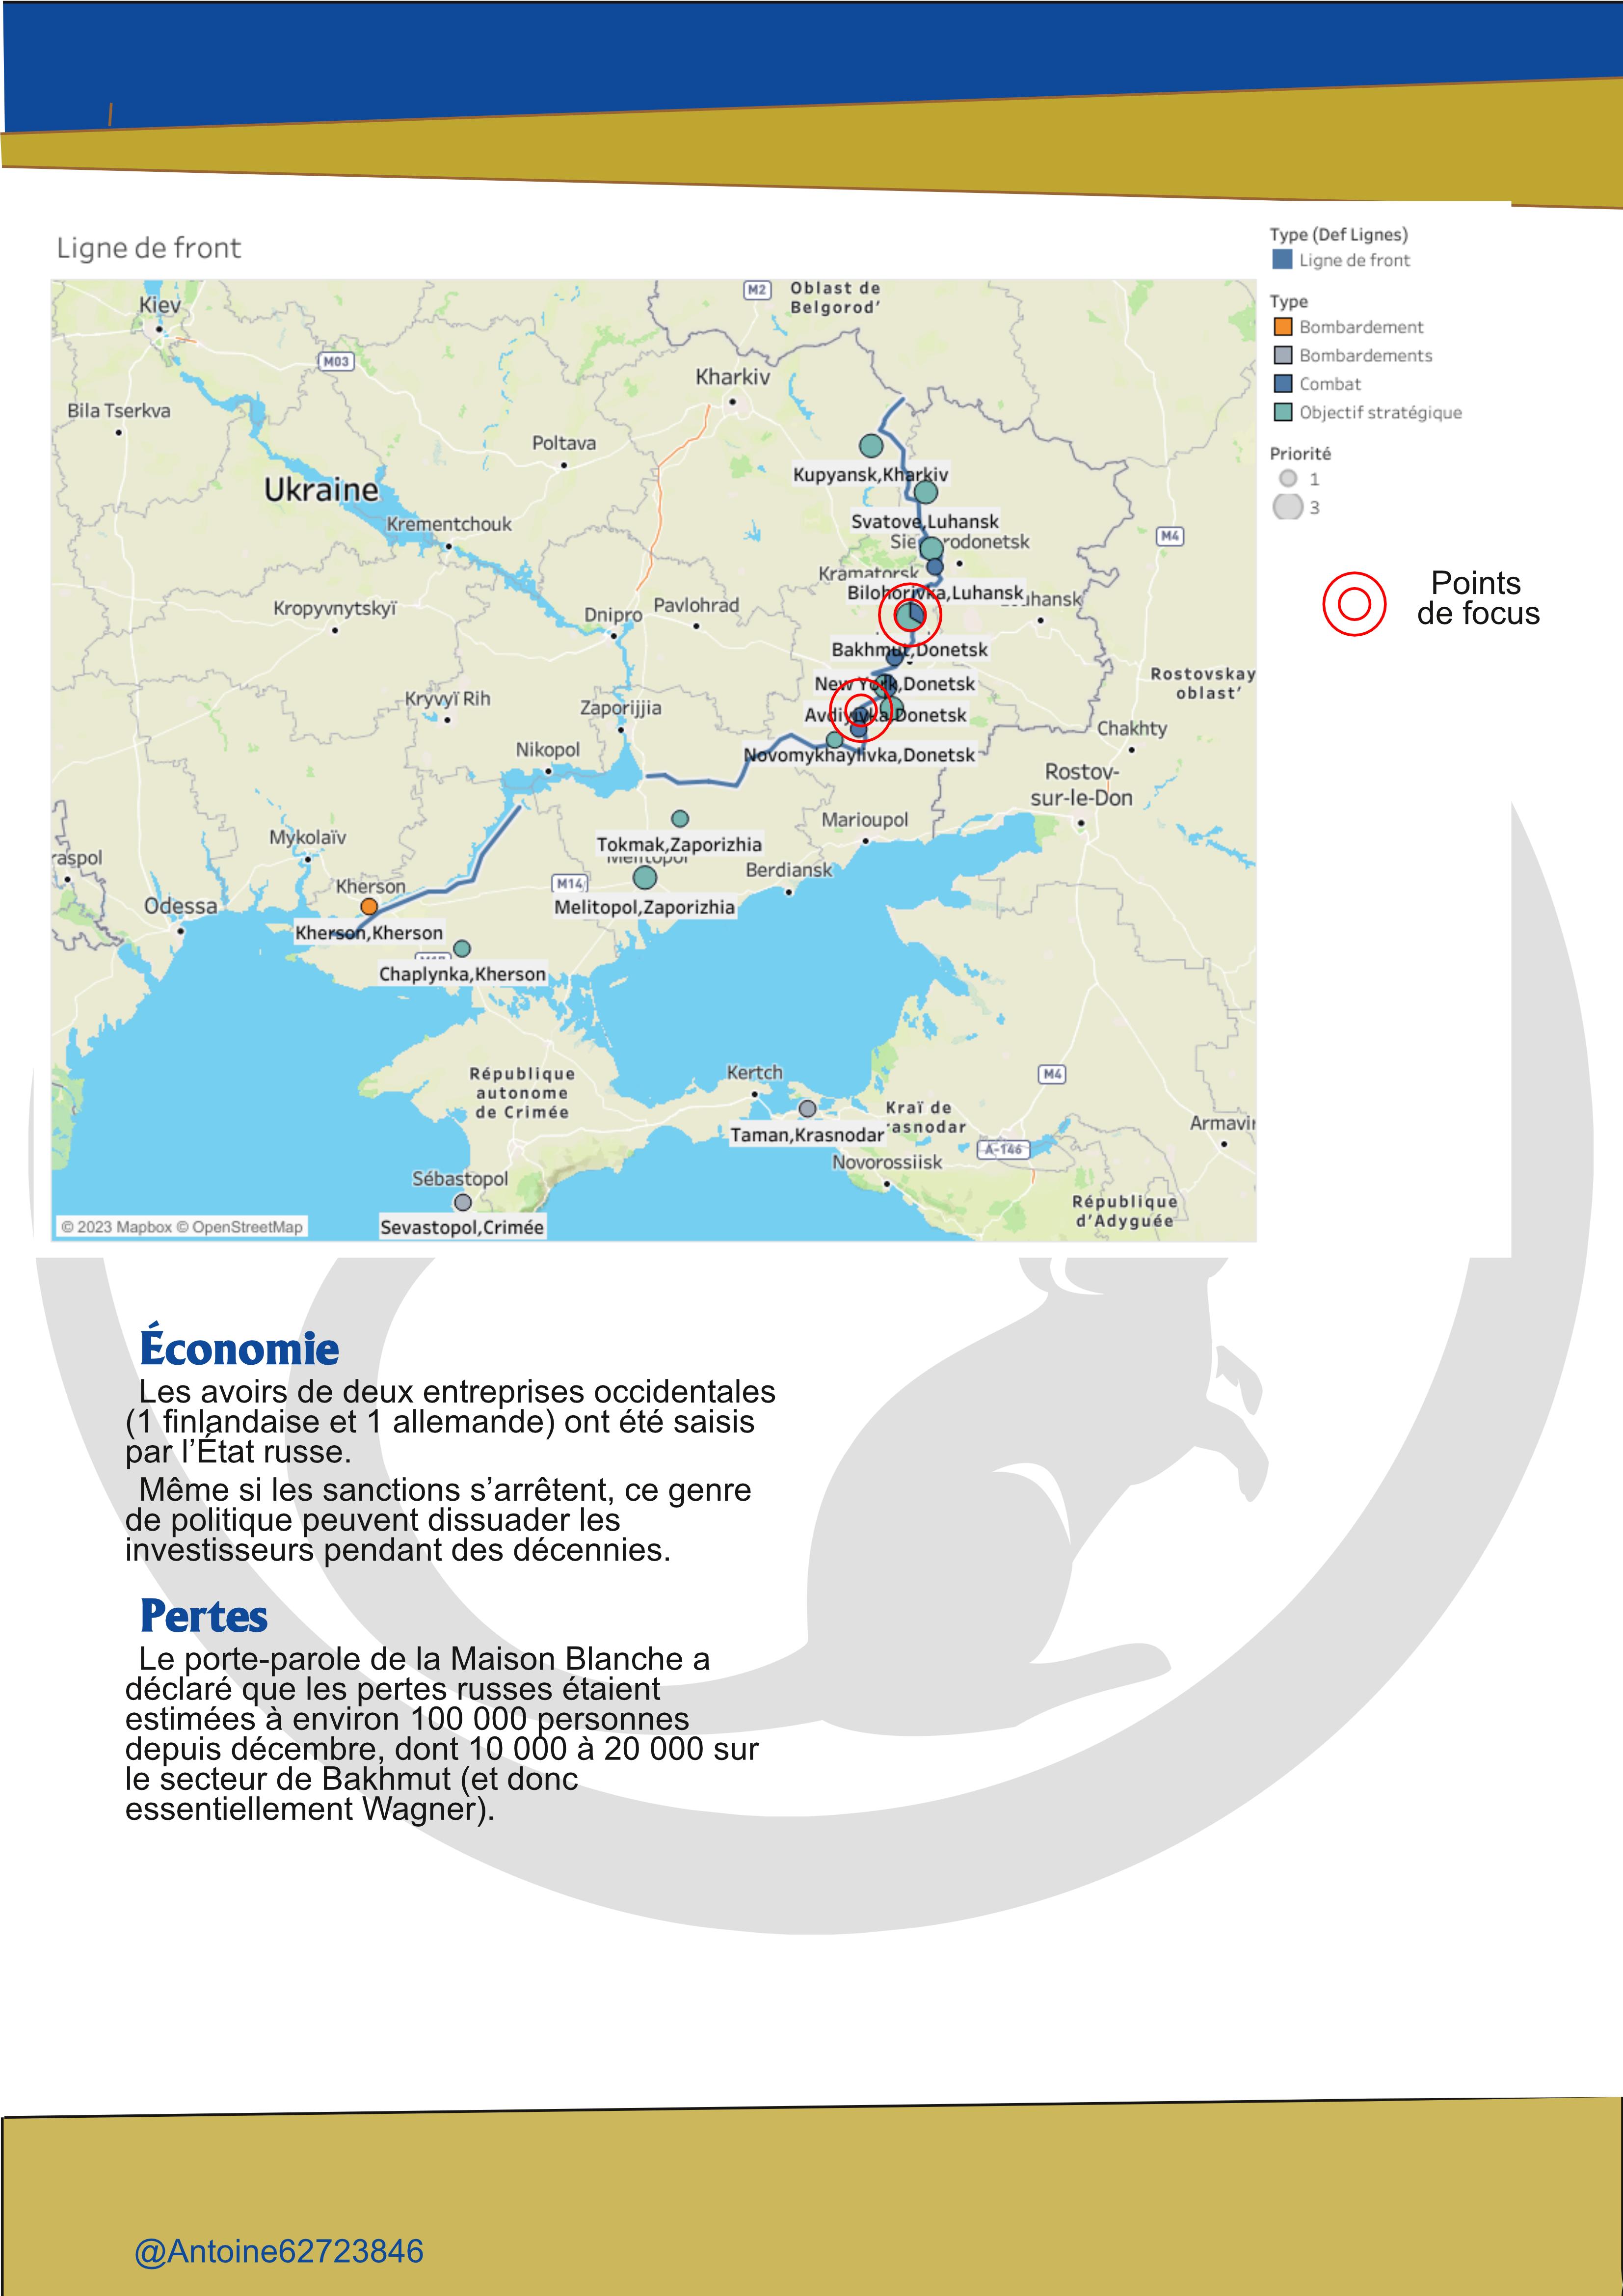 Ligne de front
Type (Def Lignes)
Ligne de front
Type
Bombardement
Bombardements
Combat
Objectif stratégique
Priorité
1
3
Points
de focus
M2
Oblast de
Belgorod'
Kiev
M03
Kharkiv
Bila Tserkva
Poltava
Kupyansk,Kharkiv
Ukraine
Krementchouk
Svatove,Luhansk
M4
Kramatorsk
Bilohorivka,Luhansk
Kropyvnytskyï
Dnipro
Pavlohrad
Bakhmut,Donetsk
New York,Donetsk
Rostovskay
oblast'
Kryvyï Rih
Zaporijjia
Avdiyivka,Donetsk
Chakhty
Nikopol
Novomykhaylivka,Donetsk
Rostov-
sur-le-Don
Mykolaïv
Tokmak,Zaporizhia
Marioupol
raspol
Melitopol
Berdiansk
Kherson
M14
Odessa
Melitopol,Zaporizhia
Kherson,Kherson
Chaplynka,Kherson
République
autonome
de Crimée
Kertch
M4
Kraï de
rasnodar
Taman,Krasnodar
Armavir
A-146
Novorossiisk
Sébastopol
République
d'Adyguée
Sevastopol,Crimée
© 2023 Mapbox © OpenStreetMap
Économie
Les avoirs de deux entreprises occidentales
(1 finlandaise et 1 allemande) ont été saisis
par l’État russe.
Même si les sanctions s’arrêtent, ce genre
de politique peuvent dissuader les
investisseurs pendant des décennies.
Pertes
Le porte-parole de la Maison Blanche a
déclaré que les pertes russes étaient
estimées à environ 100 000 personnes
depuis décembre, dont 10 000 à 20 000 sur
le secteur de Bakhmut (et donc
essentiellement Wagner).
@Antoine62723846